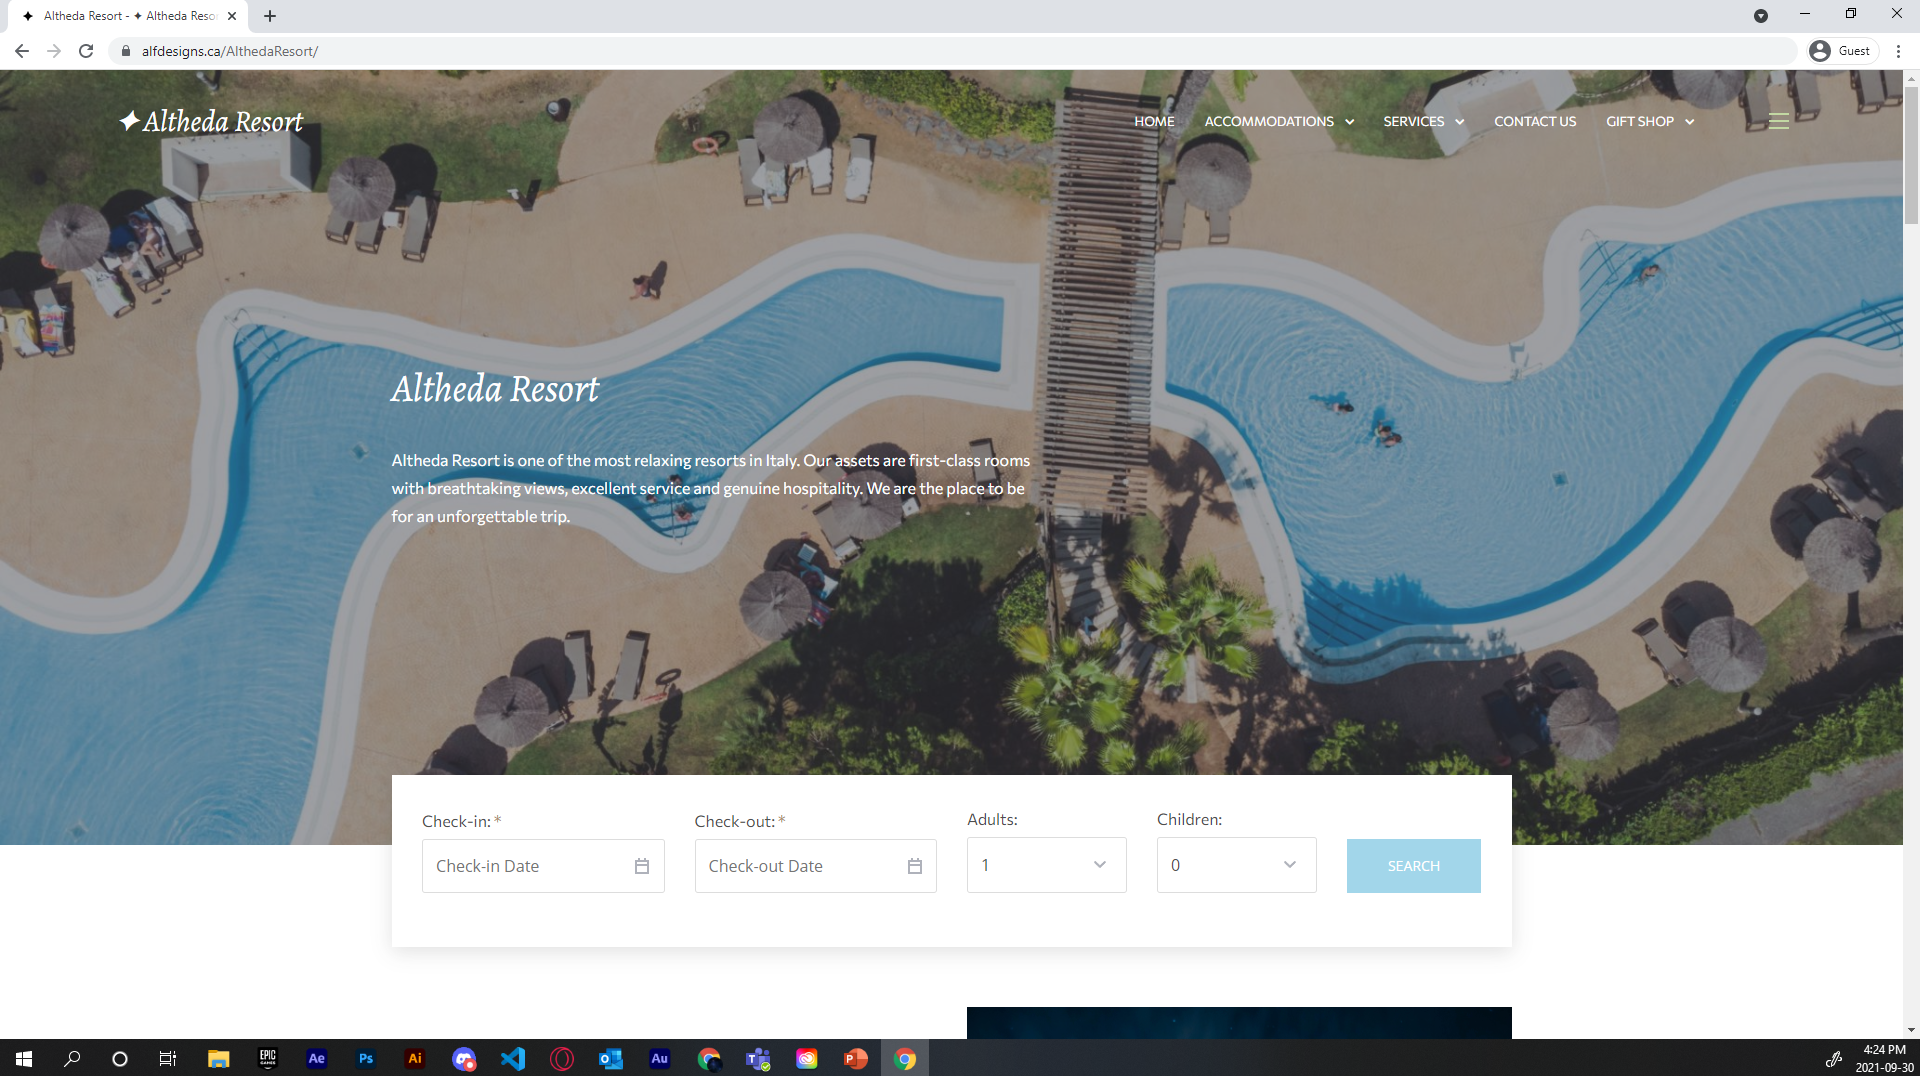 Altheda Resort - ✦ Altheda Resor
alfdesigns.ca/AlthedaResort/
Guest
✦Altheda Resort
HOME
ACCOMMODATIONS
SERVICES
CONTACT US
GIFT SHOP
Altheda Resort
Altheda Resort is one of the most relaxing resorts in Italy. Our assets are first-class rooms
with breathtaking views, excellent service and genuine hospitality. We are the place to be
for an unforgettable trip.
Check-in: *
Check-out: *
Adults:
Children:
Check-in Date
Check-out Date
1
0
SEARCH
EPIC
GAMES
Ae
Ps
Ai
Au
4:24 PM
2021-09-30